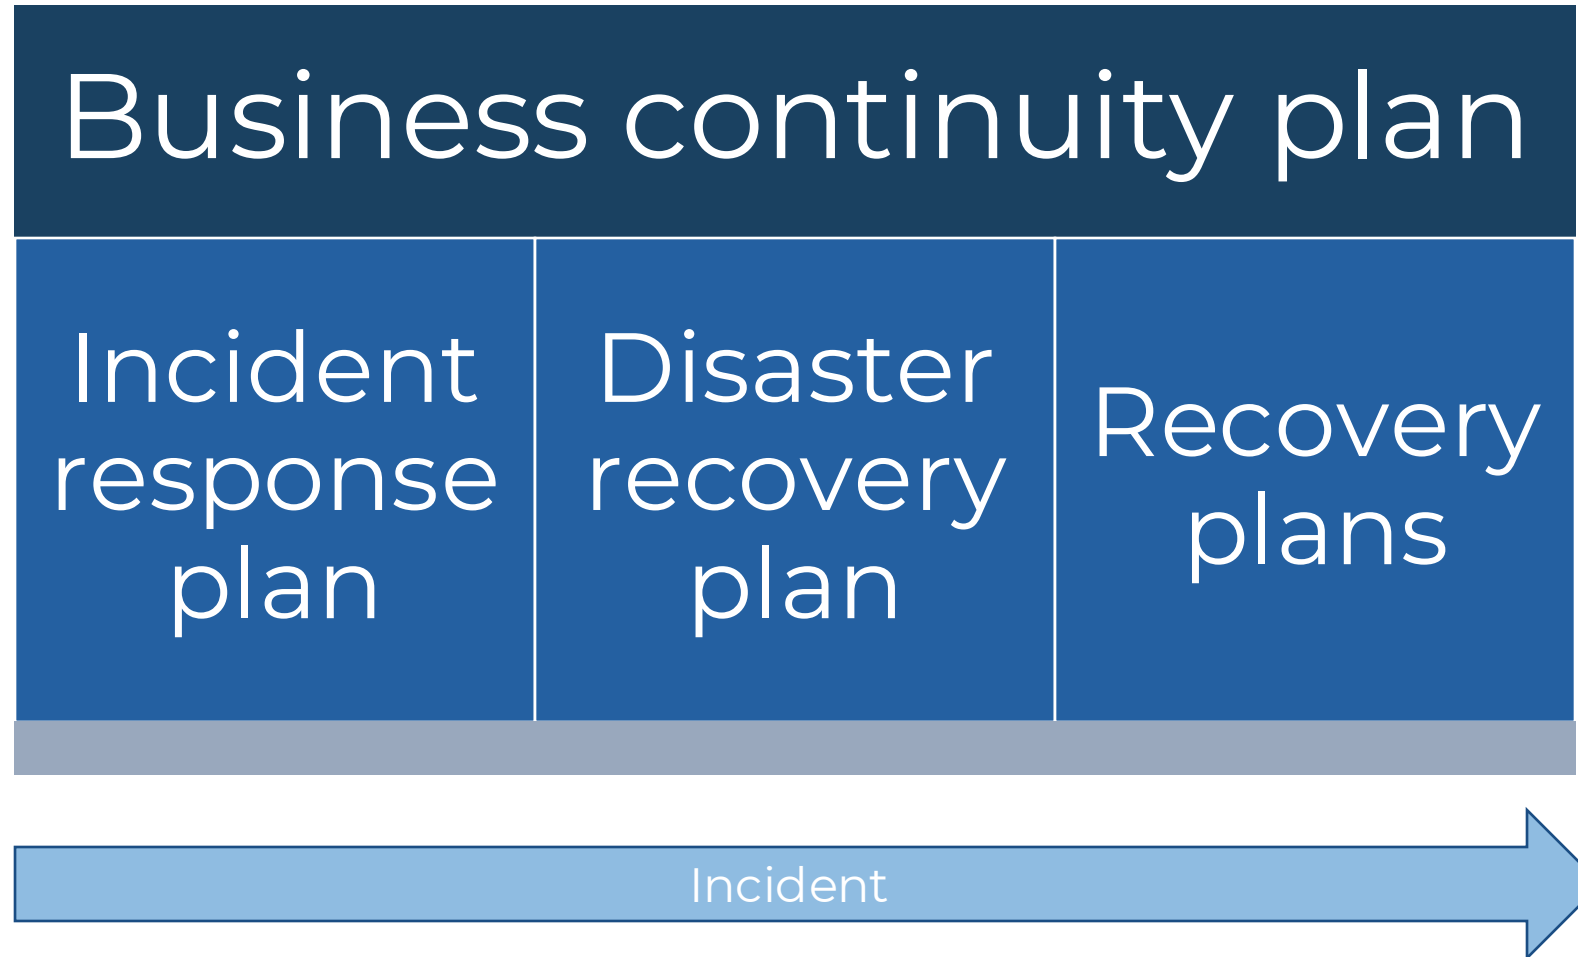 Business continuity plan
Incident
response
plan
Disaster
recovery
plan
Recovery
plans
Incident